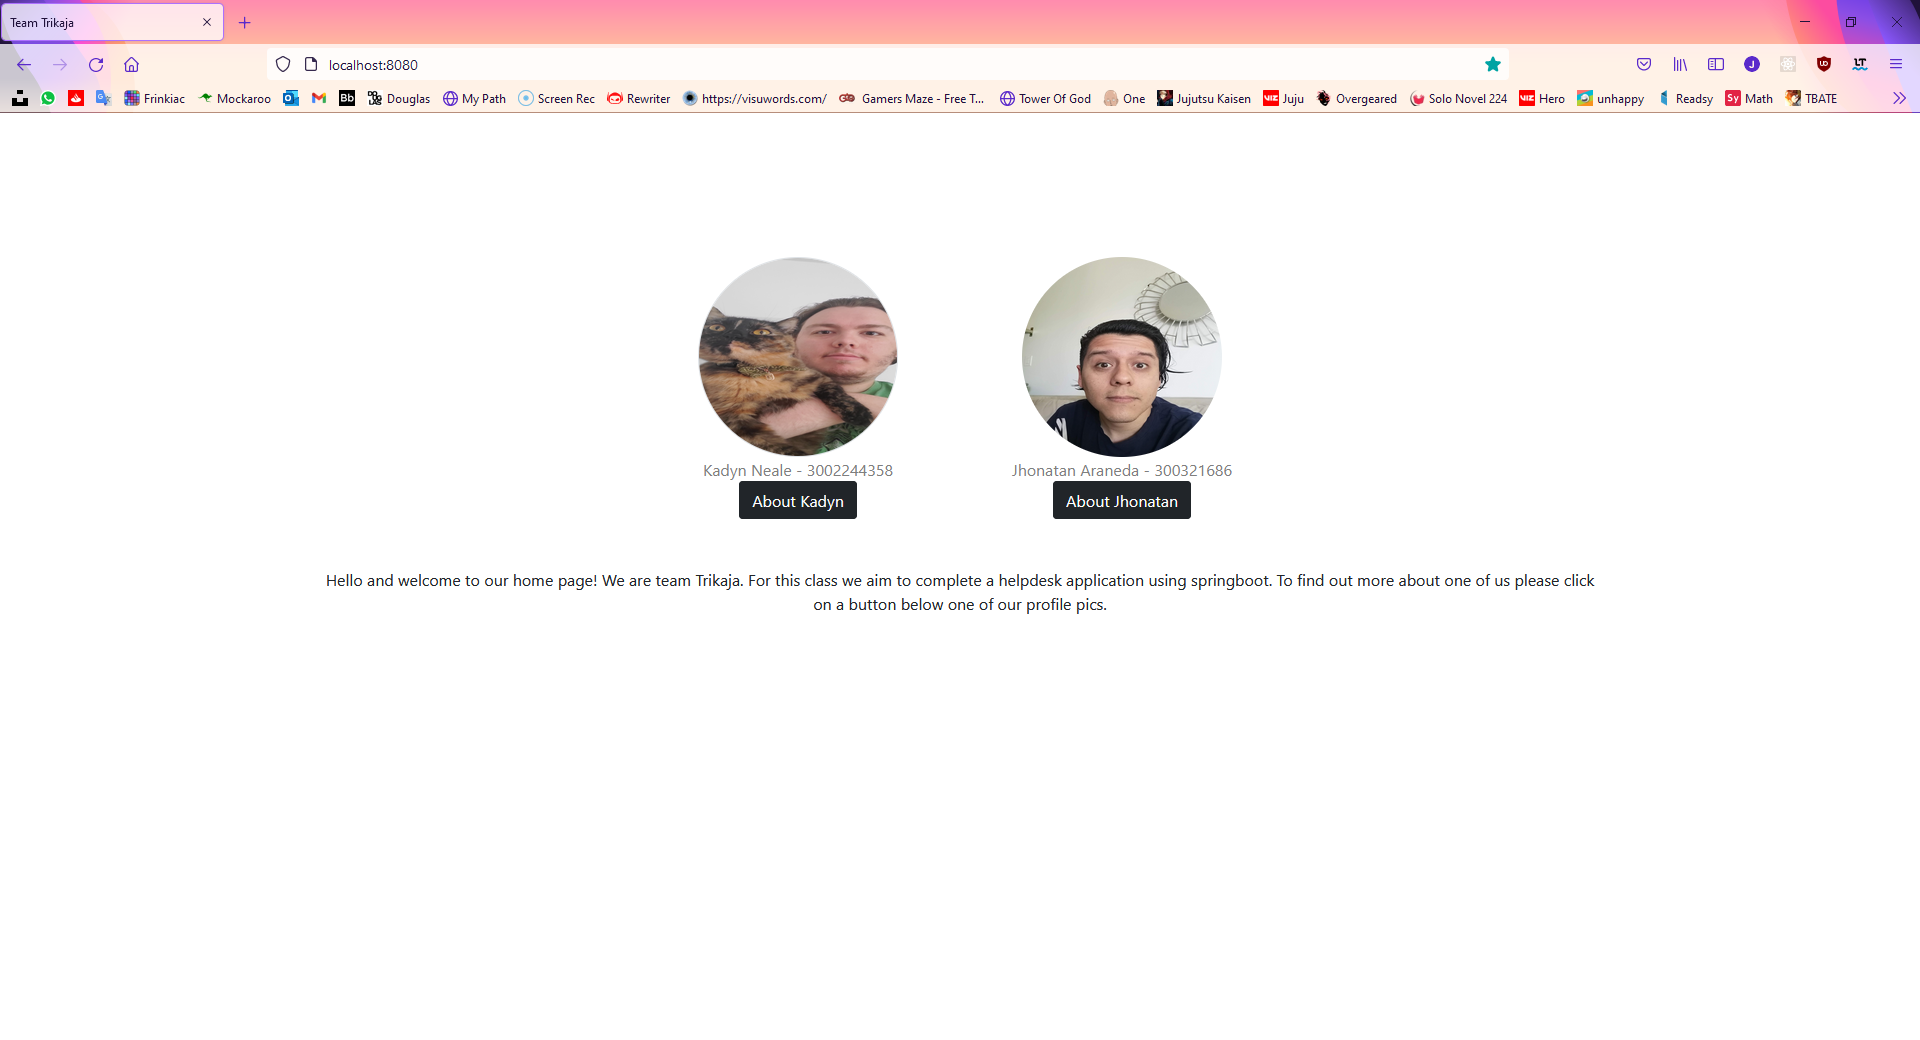 Team Trikaja
localhost:8080
Frinkiac Mockaroo Bb Douglas My Path Screen Rec Rewriter https://visuwords.com/ Gamers Maze - Free T... Tower Of God One Jujutsu Kaisen VIZ Juju Overgeared Solo Novel 224 VIZ Hero unhappy Readsy Sy Math TBATE
Kadyn Neale - 3002244358
Jhonatan Araneda - 300321686
About Kadyn
About Jhonatan
Hello and welcome to our home page! We are team Trikaja. For this class we aim to complete a helpdesk application using springboot. To find out more about one of us please click
on a button below one of our profile pics.